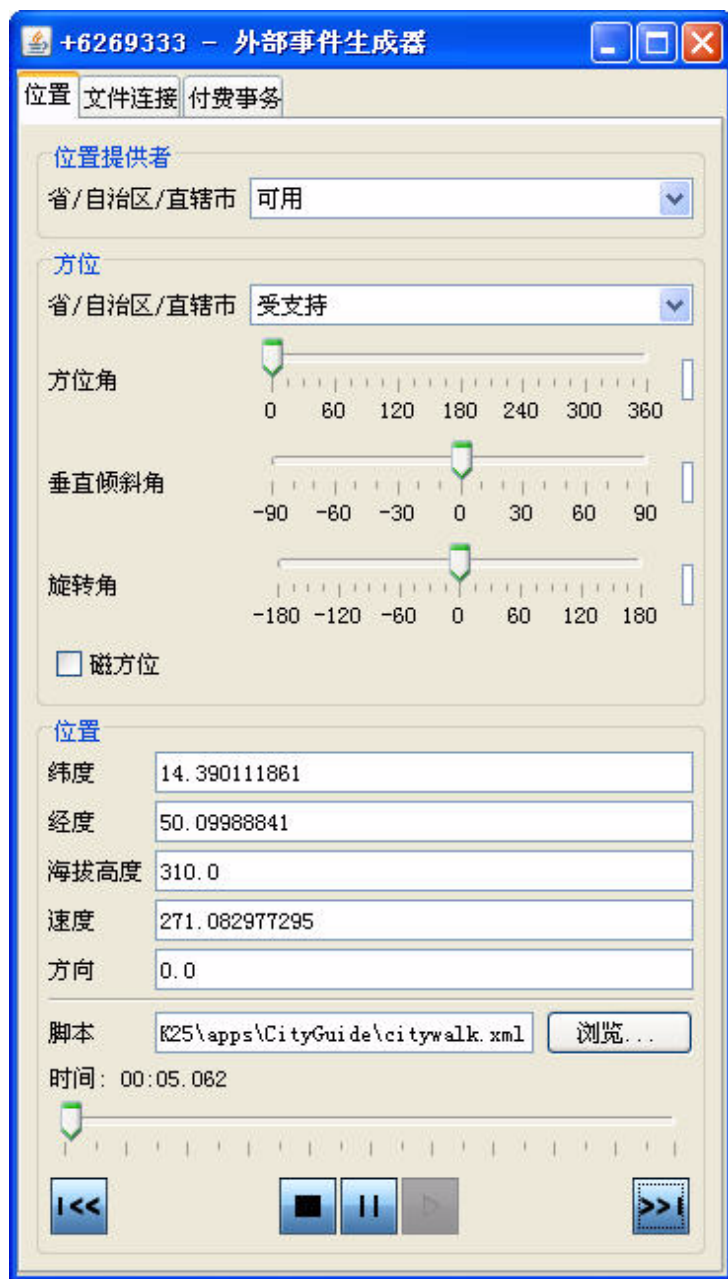 +6269333 - 外部事件生成器
位置 文件连接 付费事务
位置提供者
省/自治区/直辖市 可用
方位
省/自治区/直辖市 受支持
方位角
0 60 120 180 240 300 360
垂直倾斜角
-90 -60 -30 0 30 60 90
旋转角
-180 -120 -60 0 60 120 180
磁方位
位置
纬度 14.390111861
经度 50.09988841
海拔高度 310.0
速度 271.082977295
方向 0.0
脚本 K25\apps\CityGuide\citywalk.xml 浏览...
时间: 00:05.062